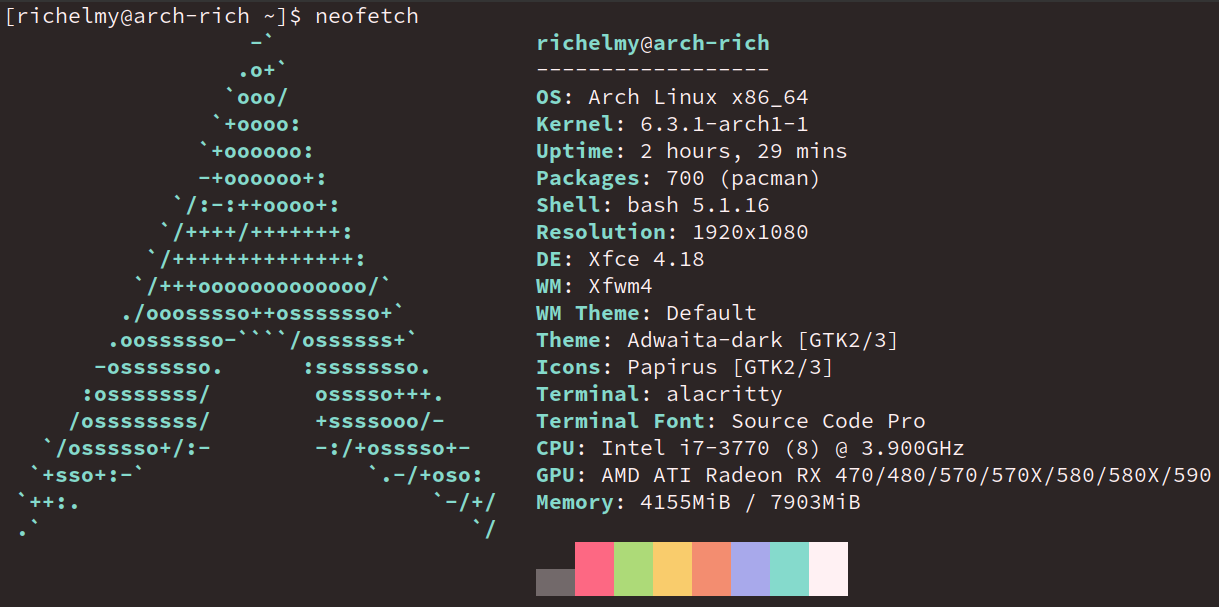 [richelmy@arch-rich ~]$ neofetch
                   -`                    richelmy@arch-rich
                  .o+`                   ------------------
                 `ooo/                   OS: Arch Linux x86_64
                `+oooo:                  Kernel: 6.3.1-arch1-1
               `+oooooo:                 Uptime: 2 hours, 29 mins
               -+oooooo+:                Packages: 700 (pacman)
             `/:-:++oooo+:               Shell: bash 5.1.16
            `/++++/+++++++:              Resolution: 1920x1080
           `/++++++++++++++:             DE: Xfce 4.18
          `/+++ooooooooooooo/`           WM: Xfwm4
         ./ooosssso++osssssso+`          WM Theme: Default
        .oossssso-````/ossssss+`         Theme: Adwaita-dark [GTK2/3]
       -osssssso.      :ssssssso.        Icons: Papirus [GTK2/3]
      :osssssss/        osssso+++.       Terminal: alacritty
     /ossssssss/        +ssssooo/-       Terminal Font: Source Code Pro
   `/ossssso+/:-        -:/+osssso+-     CPU: Intel i7-3770 (8) @ 3.900GHz
  `+sso+:-`                 `.-/+oso:    GPU: AMD ATI Radeon RX 470/480/570/570X/580/580X/590
 `++:.                           `-/+/   Memory: 4155MiB / 7903MiB
 .`                                 `/